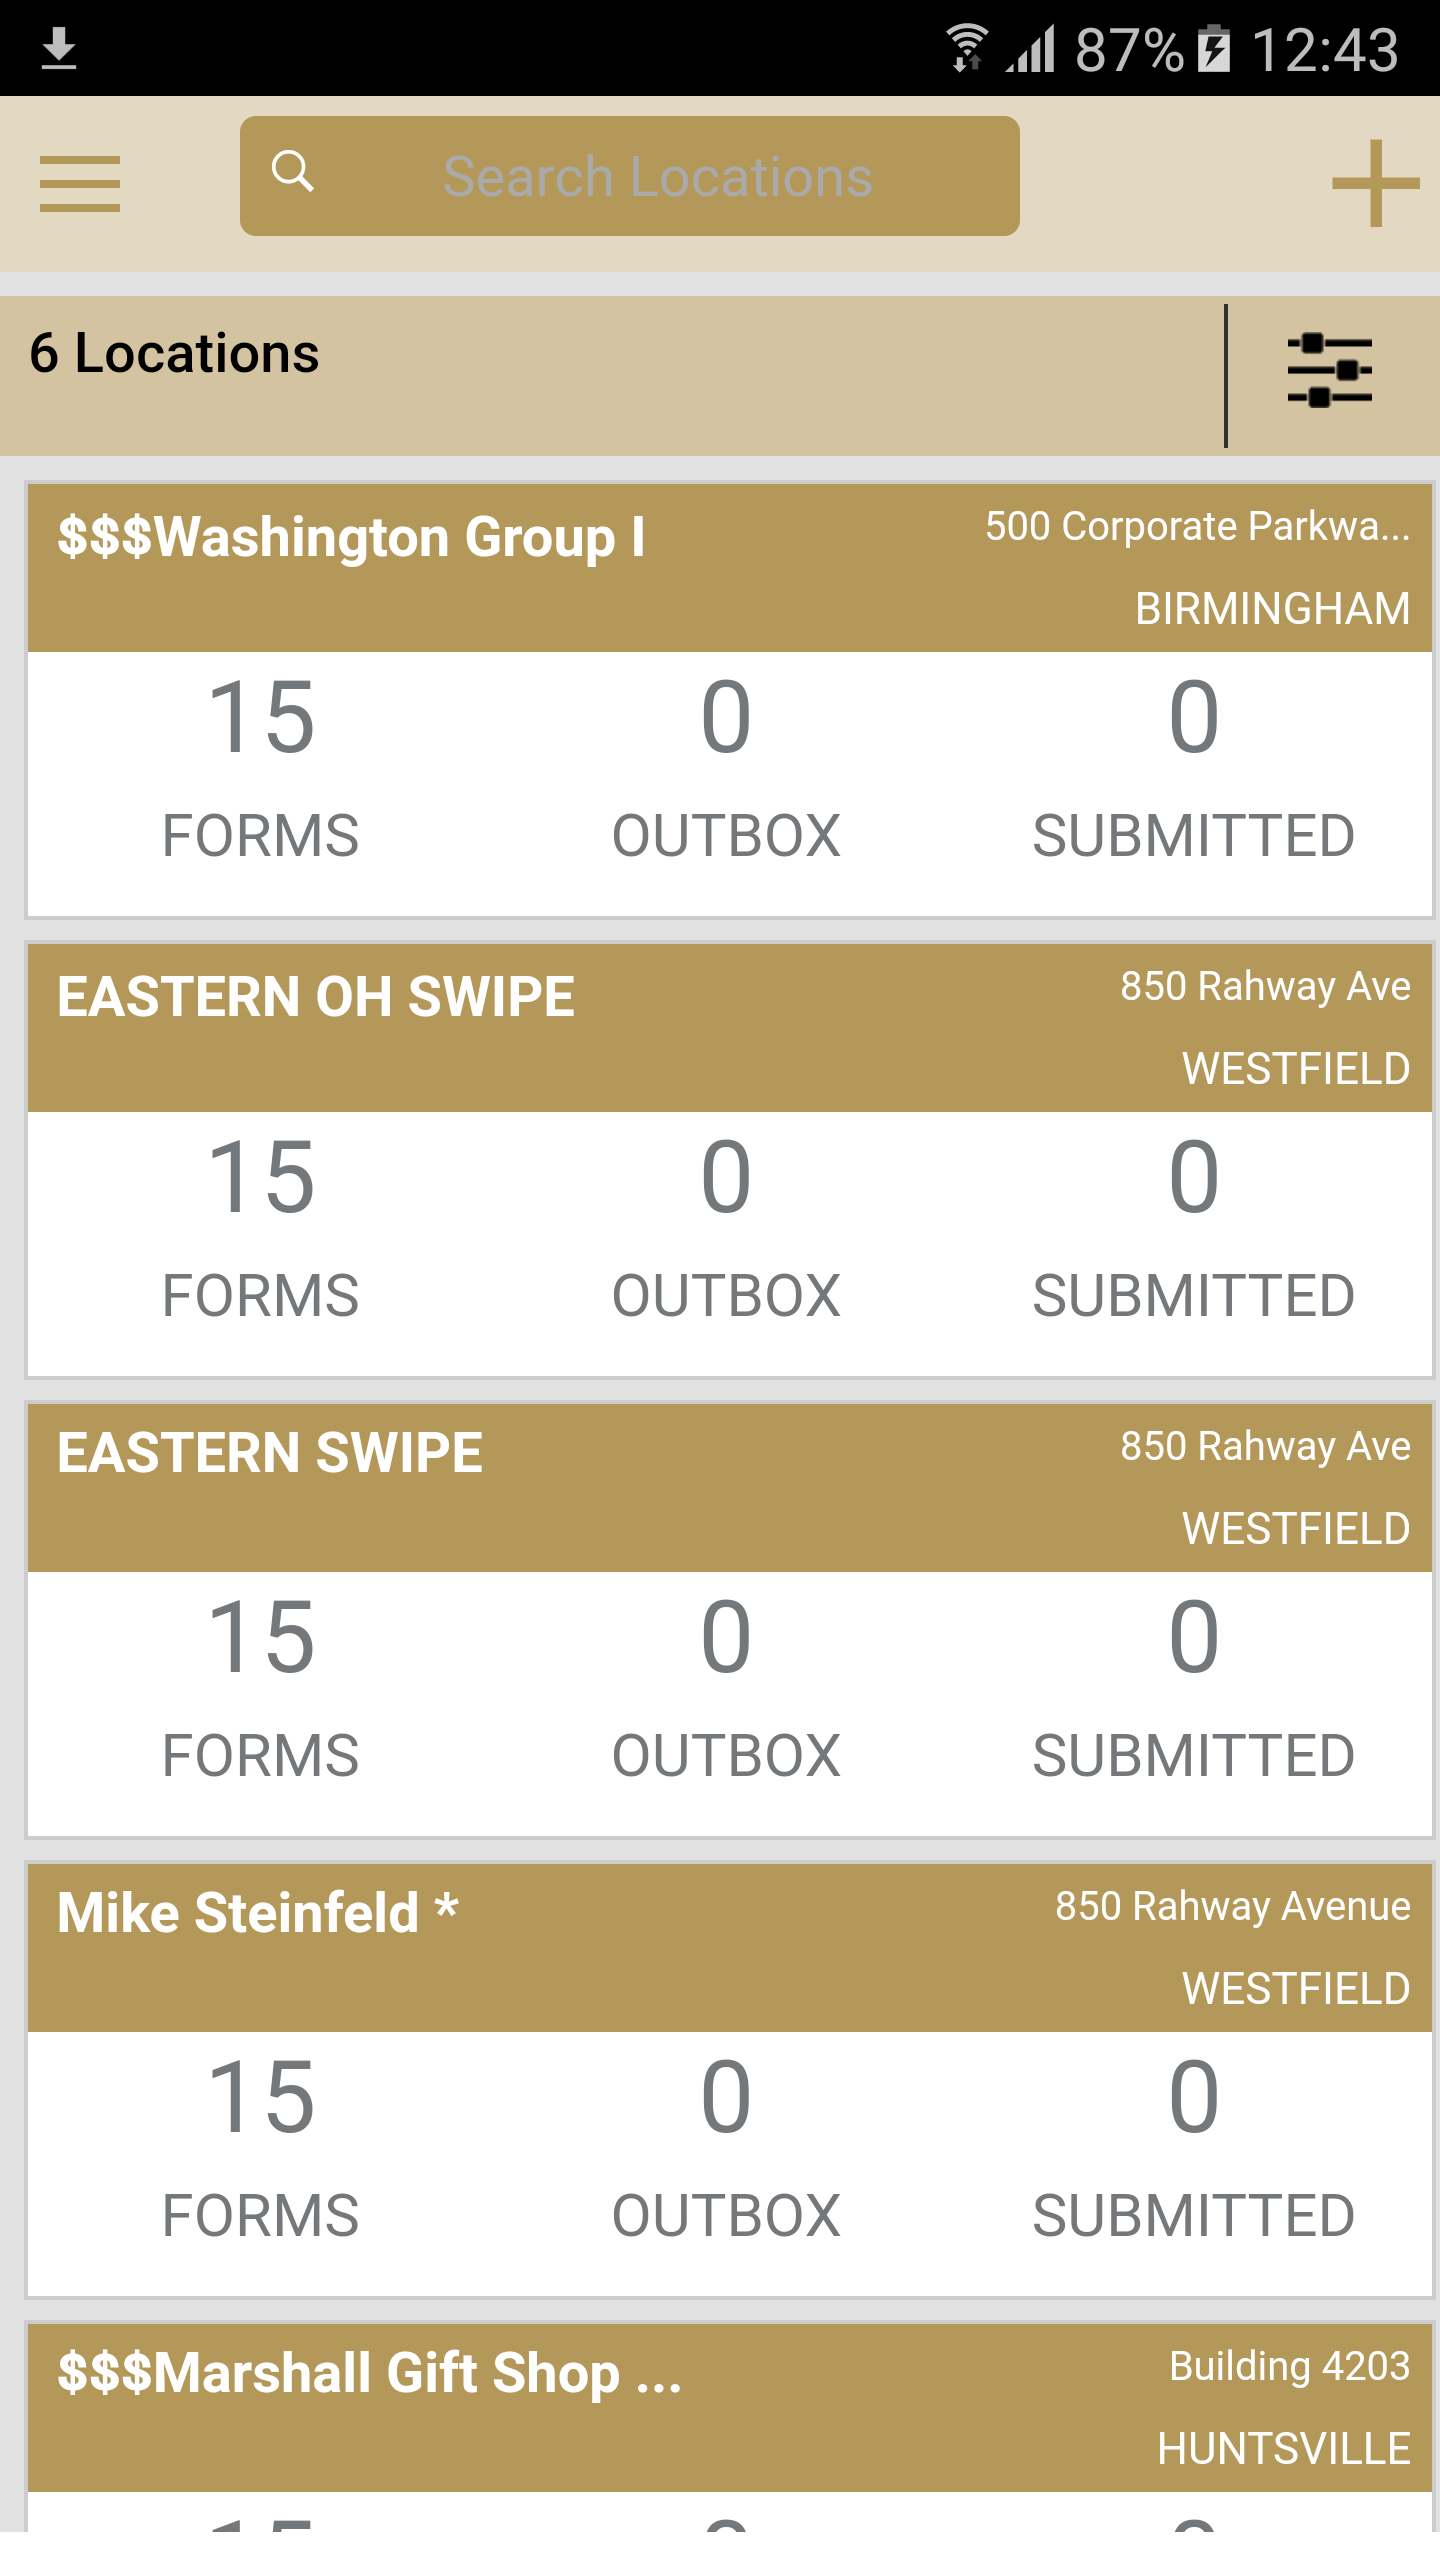 87% 12:43
Search Locations
6 Locations
$$$Washington Group I
500 Corporate Parkwa...
BIRMINGHAM
15 0 0
FORMS OUTBOX SUBMITTED
EASTERN OH SWIPE
850 Rahway Ave
WESTFIELD
15 0 0
FORMS OUTBOX SUBMITTED
EASTERN SWIPE
850 Rahway Ave
WESTFIELD
15 0 0
FORMS OUTBOX SUBMITTED
Mike Steinfeld *
850 Rahway Avenue
WESTFIELD
15 0 0
FORMS OUTBOX SUBMITTED
$$$Marshall Gift Shop ...
Building 4203
HUNTSVILLE